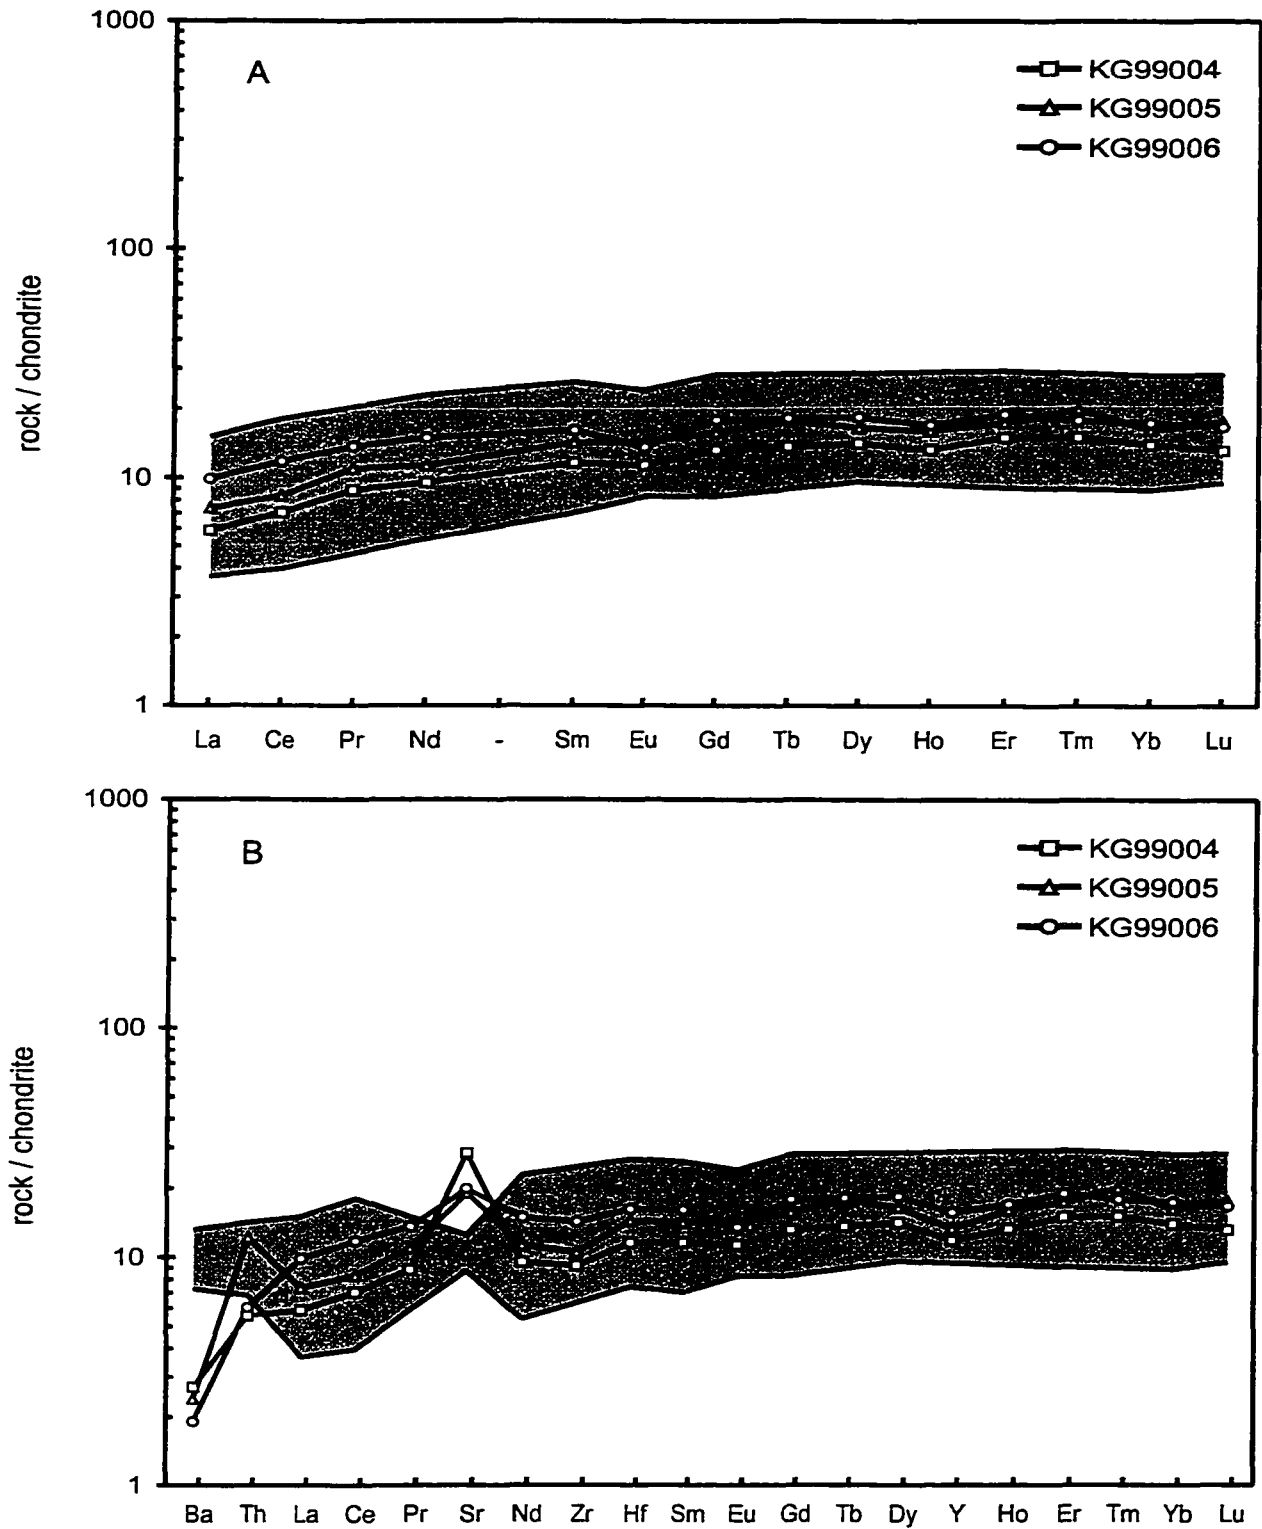 1000
A
KG99004
KG99005
KG99006
100
rock / chondrite
10
1
La Ce Pr Nd - Sm Eu Gd Tb Dy Ho Er Tm Yb Lu
1000
B
KG99004
KG99005
KG99006
100
rock / chondrite
10
1
Ba Th La Ce Pr Sr Nd Zr Hf Sm Eu Gd Tb Dy Y Ho Er Tm Yb Lu